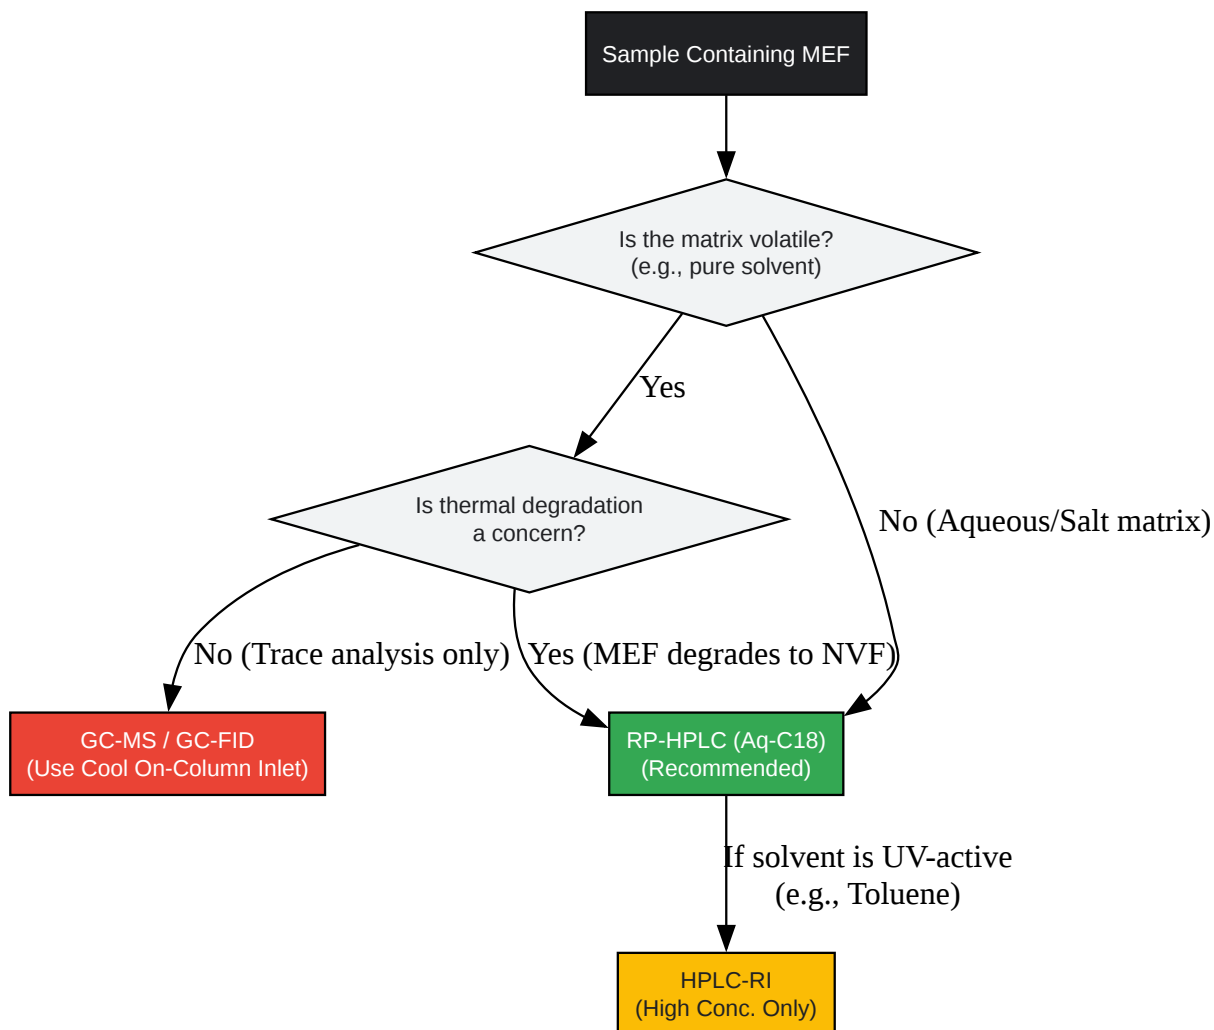 Sample Containing MEF
Is the matrix volatile?
(e.g., pure solvent)
Yes
Is thermal degradation
a concern?
No (Aqueous/Salt matrix)
No (Trace analysis only)
Yes (MEF degrades to NVF)
GC-MS / GC-FID
(Use Cool On-Column Inlet)
RP-HPLC (Aq-C18)
(Recommended)
If solvent is UV-active
(e.g., Toluene)
HPLC-RI
(High Conc. Only)